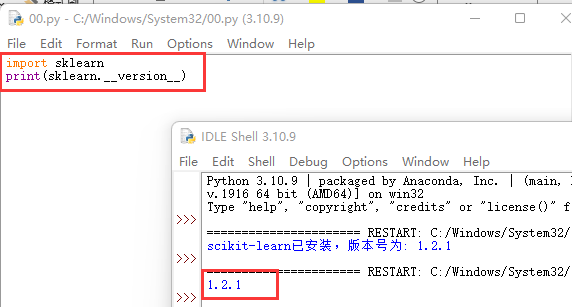 00.py - C:/Windows/System32/00.py (3.10.9)
File Edit Format Run Options Window Help
import sklearn
print(sklearn.__version__)
IDLE Shell 3.10.9
File Edit Shell Debug Options Window Help
Python 3.10.9 | packaged by Anaconda, Inc. | (main,
v.1916 64 bit (AMD64)] on win32
Type "help", "copyright", "credits" or "license()" f
>>>
======================= RESTART: C:/Windows/System32/
scikit-learn已安装，版本号为: 1.2.1
>>>
======================= RESTART: C:/Windows/System32/
1.2.1
>>>